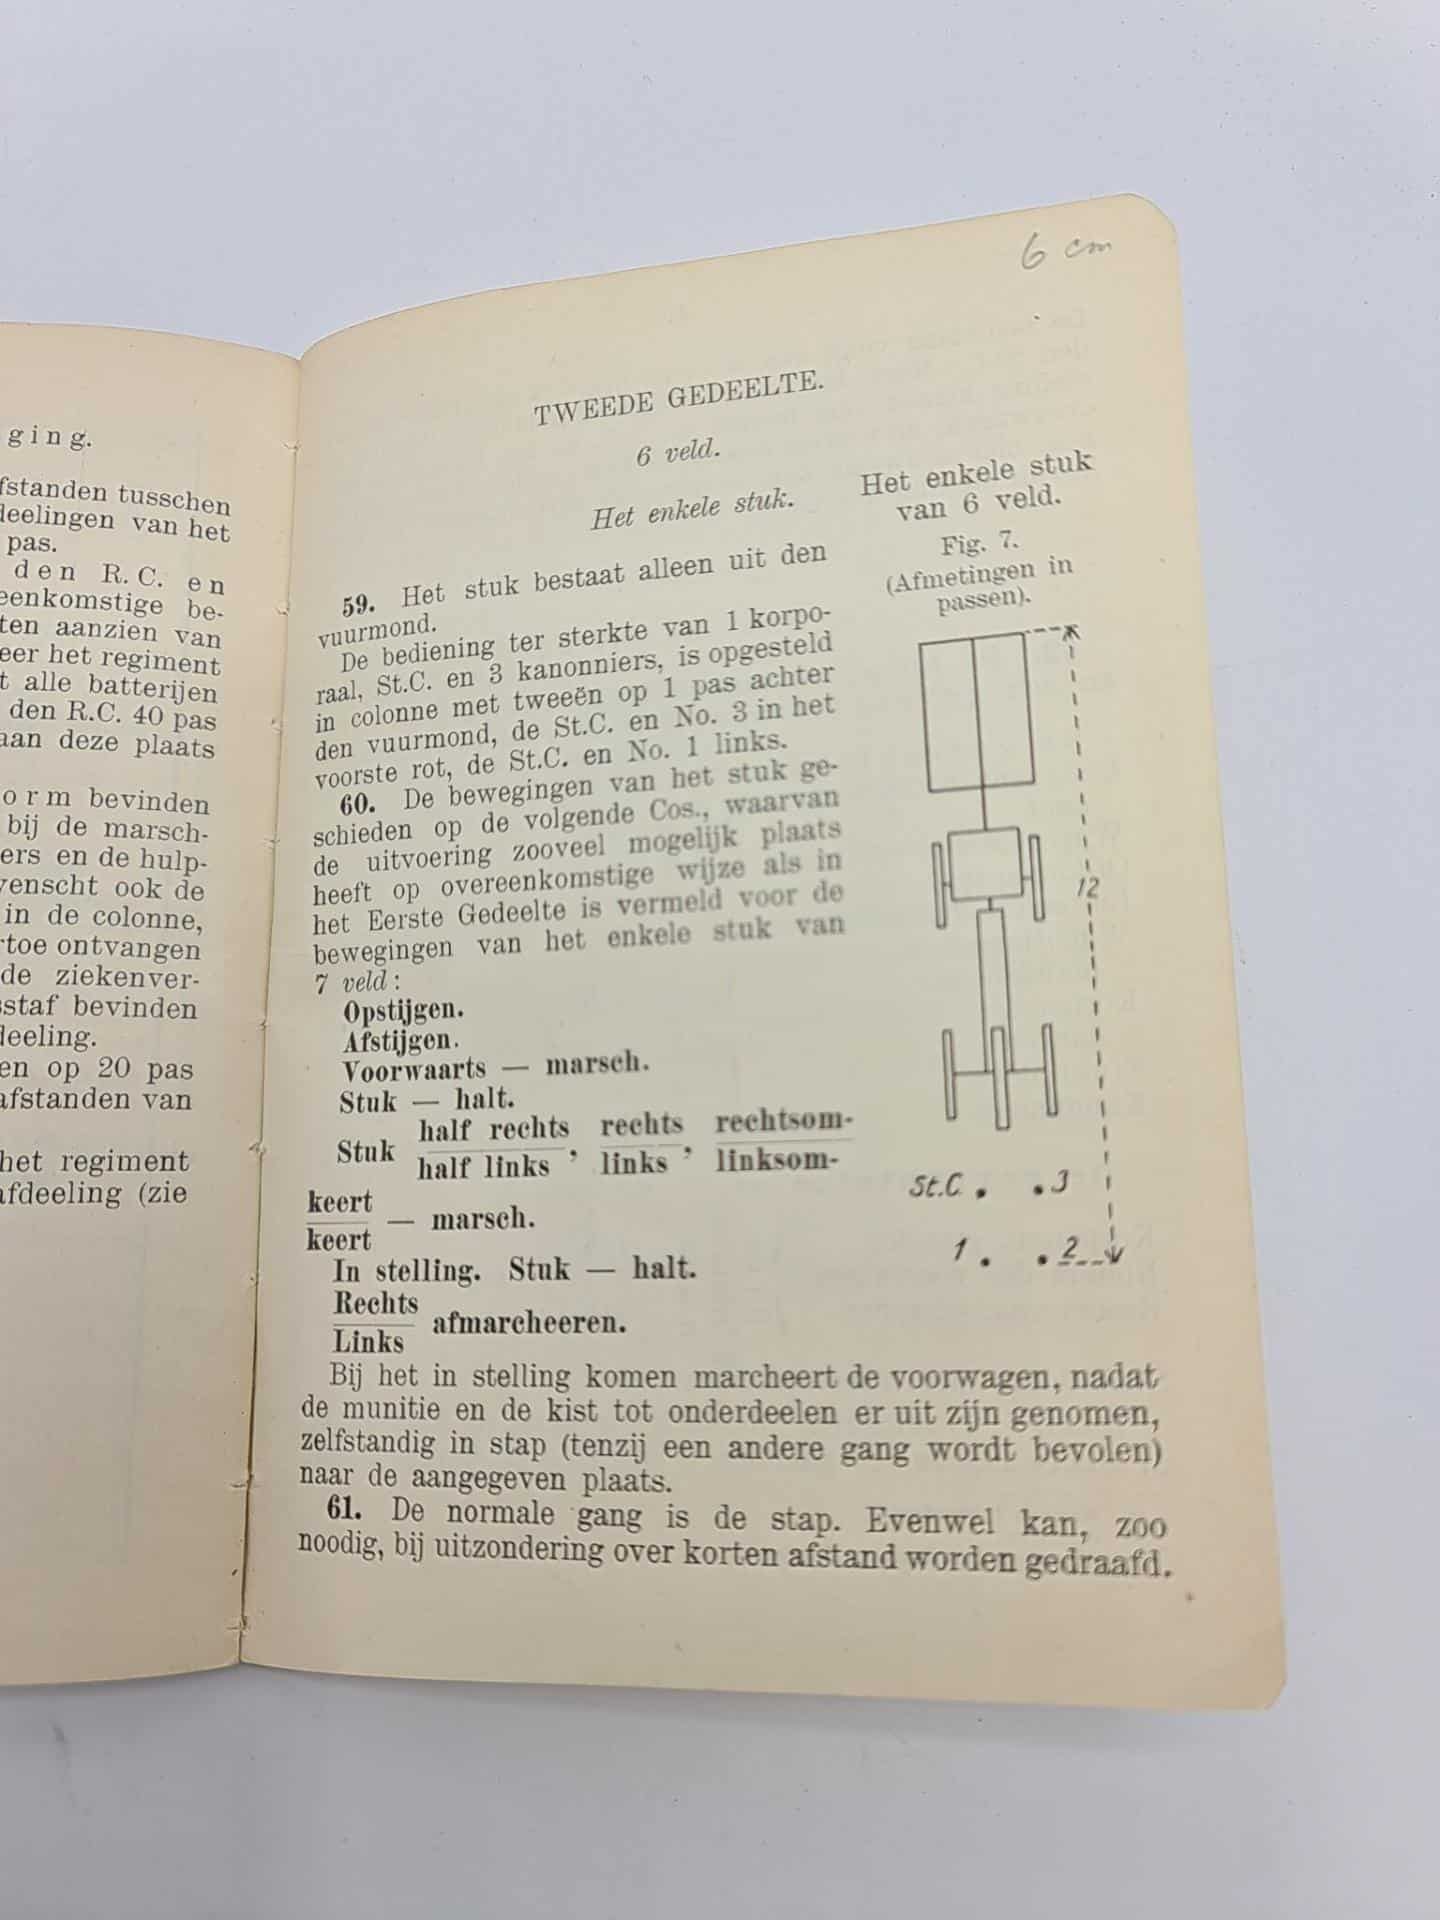 ging.
fstanden tusschen
deelingen van het
pas.
den R.C. en
eenkomstige be-
ten aanzien van
eer het regiment
t alle batterijen
den R.C. 40 pas
aan deze plaats
orm bevinden
bij de marsch-
ers en de hulp-
venscht ook de
in de colonne,
rtoe ontvangen
de ziekenver-
sstaf bevinden
deeling.
en op 20 pas
afstanden van
het regiment
afdeeling (zie
6 cm
TWEEDE GEDEELTE.
6 veld.
Het enkele stuk.
59. Het stuk bestaat alleen uit den
vuurmond.
De bediening ter sterkte van 1 korpo-
raal, St.C. en 3 kanonniers, is opgesteld
in colonne met tweeën op 1 pas achter
den vuurmond, de St.C. en No. 3 in het
voorste rot, de St.C. en No. 1 links.
60. De bewegingen van het stuk ge-
schieden op de volgende Cos., waarvan
de uitvoering zooveel mogelijk plaats
heeft op overeenkomstige wijze als in
het Eerste Gedeelte is vermeld voor de
bewegingen van het enkele stuk van
7 veld:
Opstijgen.
Afstijgen.
Voorwaarts — marsch.
Stuk — halt.
half rechts rechts rechtsom-
Stuk , ,
half links links linksom-
keert
— marsch.
keert
In stelling. Stuk — halt.
Rechts
afmarcheeren.
Links
Het enkele stuk
van 6 veld.
Fig. 7.
(Afmetingen in
passen).
12
St.C. 3
1 2
Bij het in stelling komen marcheert de voorwagen, nadat
de munitie en de kist tot onderdeelen er uit zijn genomen,
zelfstandig in stap (tenzij een andere gang wordt bevolen)
naar de aangegeven plaats.
61. De normale gang is de stap. Evenwel kan, zoo
noodig, bij uitzondering over korten afstand worden gedraafd.